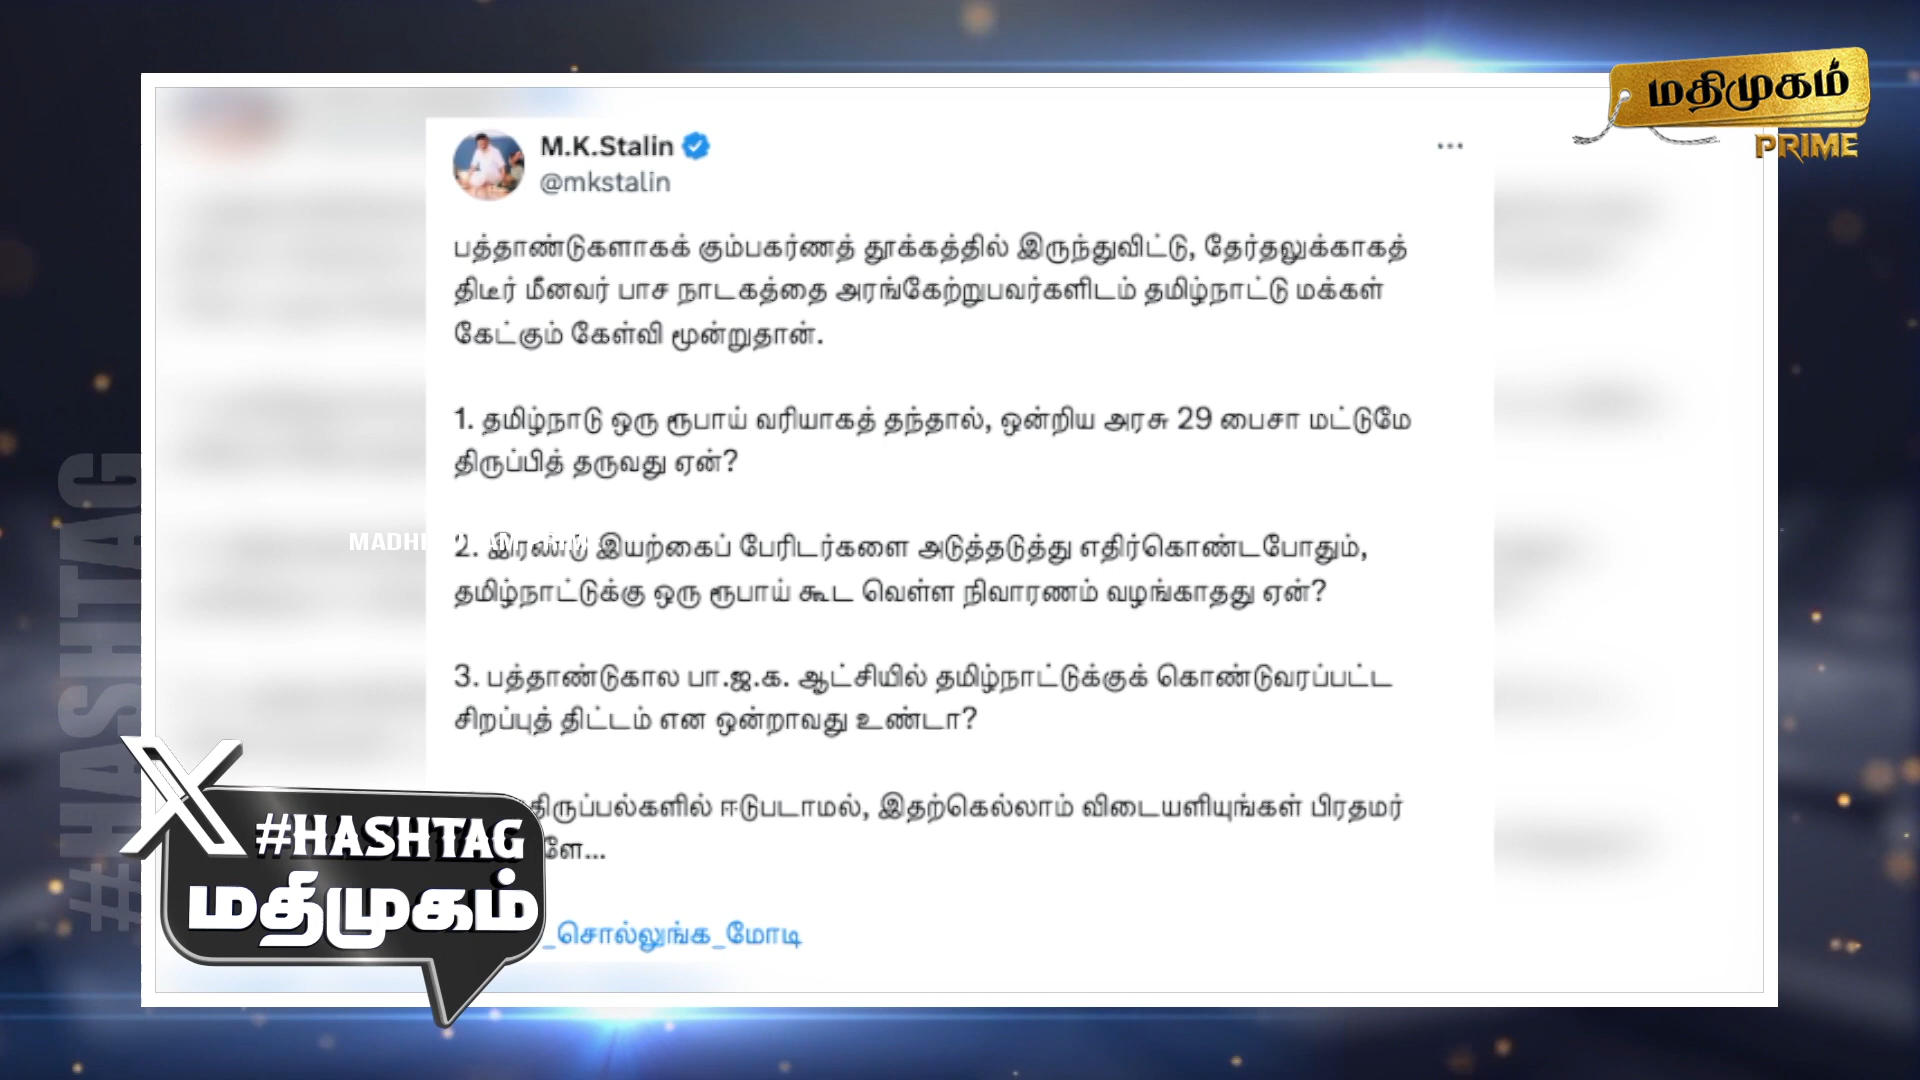 மதிமுகம்
PRIME
M.K.Stalin
@mkstalin
பத்தாண்டுகளாகக் கும்பகர்ணத் தூக்கத்தில் இருந்துவிட்டு, தேர்தலுக்காகத்
திடீர் மீனவர் பாச நாடகத்தை அரங்கேற்றுபவர்களிடம் தமிழ்நாட்டு மக்கள்
கேட்கும் கேள்வி மூன்றுதான்.
1. தமிழ்நாடு ஒரு ரூபாய் வரியாகத் தந்தால், ஒன்றிய அரசு 29 பைசா மட்டுமே
திருப்பித் தருவது ஏன்?
2. இரண்டு இயற்கைப் பேரிடர்களை அடுத்தடுத்து எதிர்கொண்டபோதும்,
தமிழ்நாட்டுக்கு ஒரு ரூபாய் கூட வெள்ள நிவாரணம் வழங்காதது ஏன்?
3. பத்தாண்டுகால பா.ஜ.க. ஆட்சியில் தமிழ்நாட்டுக்குக் கொண்டுவரப்பட்ட
சிறப்புத் திட்டம் என ஒன்றாவது உண்டா?
திருப்பல்களில் ஈடுபடாமல், இதற்கெல்லாம் விடையளியுங்கள் பிரதமர்
ளே...
_சொல்லுங்க_மோடி
#HASHTAG
#HASHTAG
மதிமுகம்